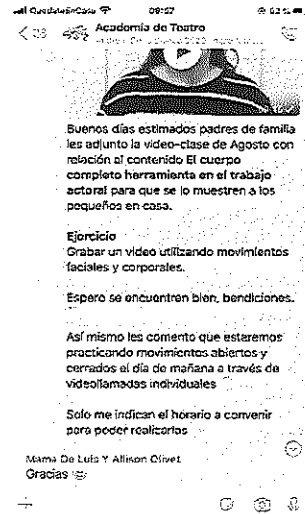 QuedateEnCasa 09:57 62%
Academia de Teatro
Buenos días estimados padres de familia
les adjunto la video-clase de Agosto con
relación al contenido El cuerpo
completo herramienta en el trabajo
actoral para que se lo muestren a los
pequeños en casa.
Ejercicio
Grabar un video utilizando movimientos
faciales y corporales.
Espero se encuentren bien, bendiciones.
Así mismo les comento que estaremos
practicando movimientos abiertos y
cerrados el día de mañana a través de
videollamadas individuales
Solo me indican el horario a convenir
para poder realizarlas
Mama De Luis Y Allison Olivet
Gracias